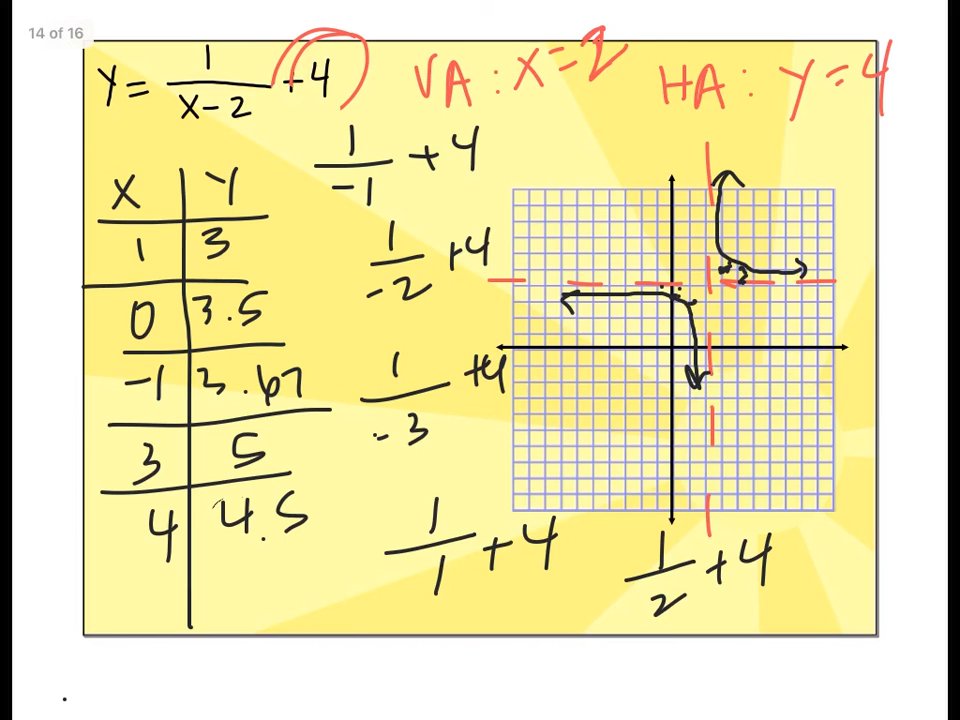 14 of 16
Y = 1/(x-2) + 4
VA : x = 2
HA : y = 4
X | Y
1 | 3
0 | 3.5
-1 | 3.67
3 | 5
4 | 4.5
1/-1 + 4
1/-2 + 4
1/-3 + 4
1/1 + 4
1/2 + 4